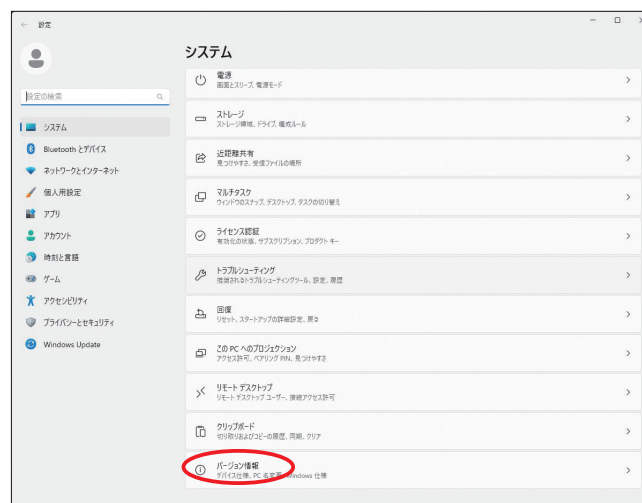 設定
システム
設定の検索
システム
Bluetooth とデバイス
ネットワークとインターネット
個人用設定
アプリ
アカウント
時刻と言語
ゲーム
アクセシビリティ
プライバシーとセキュリティ
Windows Update
電源
画面とスリープ、電源モード
ストレージ
ストレージ領域、ドライブ、構成ルール
近距離共有
見つけやすさ、受信ファイルの場所
マルチタスク
ウィンドウのスナップ、デスクトップ、タスクの切り替え
ライセンス認証
有効化の状態、サブスクリプション、プロダクト キー
トラブルシューティング
推奨されるトラブルシューティングツール、設定、履歴
回復
リセット、スタートアップの詳細設定、戻る
この PC へのプロジェクション
アクセス許可、ペアリング PIN、見つけやすさ
リモート デスクトップ
リモート デスクトップ ユーザー、接続アクセス許可
クリップボード
切り取りおよびコピーの履歴、同期、クリア
バージョン情報
デバイス仕様、PC 名変更、Windows 仕様